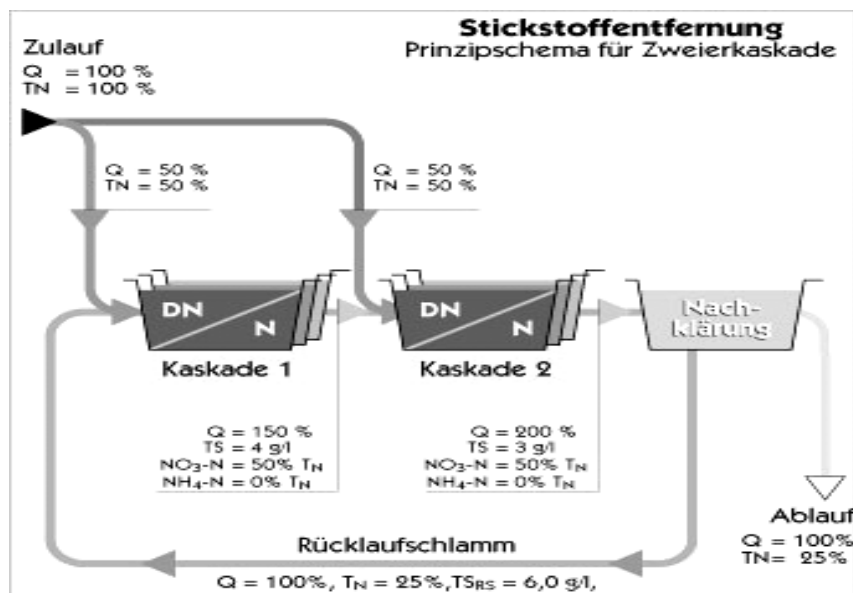 Stickstoffentfernung
Prinzipschema für Zweierkaskade
Zulauf
Q = 100 %
TN = 100 %
Q = 50 %
TN = 50 %
Q = 50 %
TN = 50 %
DN
N
Kaskade 1
DN
N
Kaskade 2
Nach-
klärung
Q = 150 %
TS = 4 g/l
NO3-N = 50% TN
NH4-N = 0% TN
Q = 200 %
TS = 3 g/l
NO3-N = 50% TN
NH4-N = 0% TN
Ablauf
Q = 100%
TN= 25%
Rücklaufschlamm
Q = 100%, TN = 25%,TSRS = 6,0 g/l,